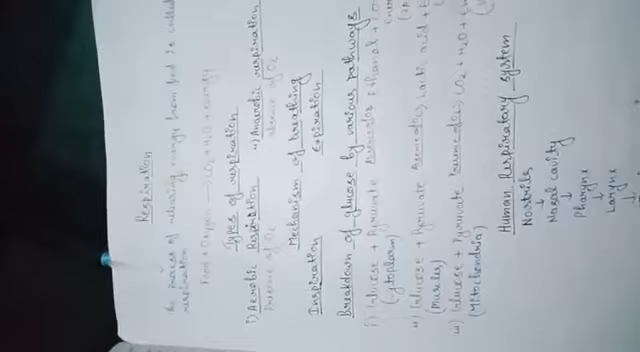 Respiration
The process of releasing energy from food is called
respiration
Food + Oxygen → CO2 + H2O + energy
Types of respiration
i) Aerobic Respiration ii) Anaerobic respiration
Presence of O2 absence of O2
Mechanism of breathing
Inspiration Expiration
Breakdown of glucose by various pathways
i) Glucose + Pyruvate Ethanol +
(Cytoplasm)
ii) Glucose + Pyruvate Lactic acid +
(Muscles)
iii) Glucose + Pyruvate CO2 + H2O +
(Mitochondria)
Human Respiratory system
Nostrils
↓
Nasal cavity
↓
Pharynx
↓
Larynx
↓